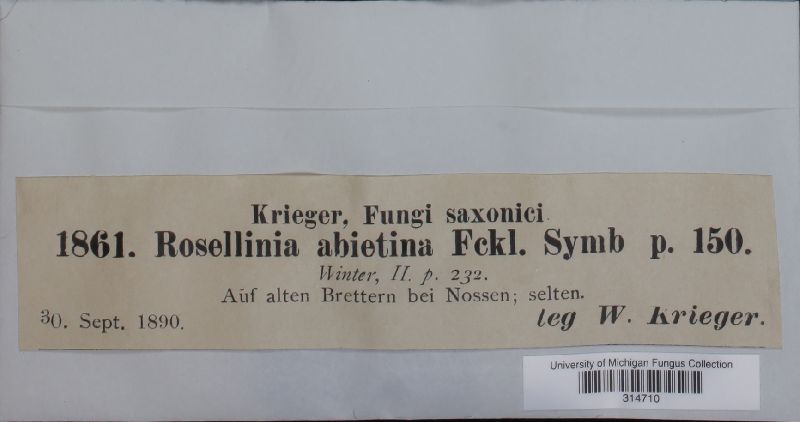 Krieger, Fungi saxonici.
1861. Rosellinia abietina Fckl. Symb p. 150.
Winter, II. p. 232.
Auf alten Brettern bei Nossen; selten.
30. Sept. 1890. leg W. Krieger.
University of Michigan Fungus Collection
314710